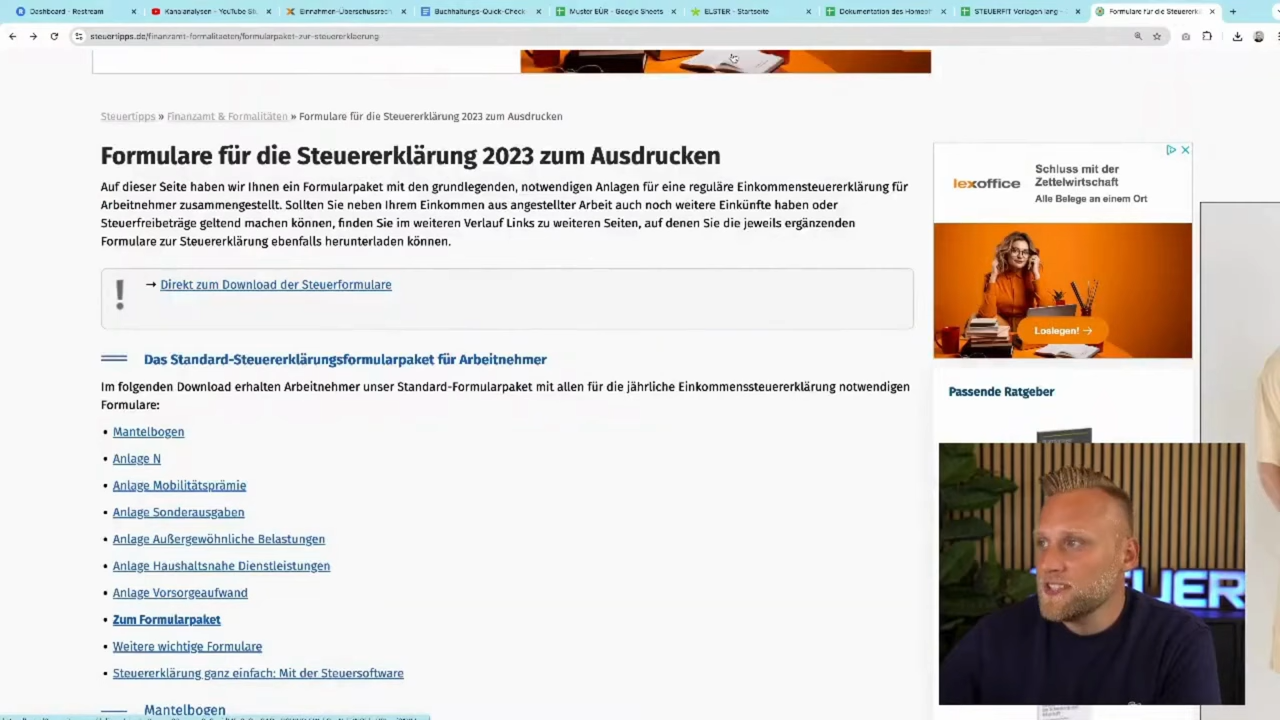 Dashboard - Restream
Kanalanalysen - YouTube St
Einnahmen-Überschussrech
Buchhaltungs-Quick-Check
Muster EÜR - Google Sheets
ELSTER - Startseite
Dokumentation des Homeof
STEUERFIT Vorlagen lang -
Formulare für die Steuererkl
steuertipps.de/finanzamt-formalitaeten/formularpaket-zur-steuererklaerung
Steuertipps » Finanzamt & Formalitäten » Formulare für die Steuererklärung 2023 zum Ausdrucken
Formulare für die Steuererklärung 2023 zum Ausdrucken
Auf dieser Seite haben wir Ihnen ein Formularpaket mit den grundlegenden, notwendigen Anlagen für eine reguläre Einkommensteuererklärung für
Arbeitnehmer zusammengestellt. Sollten Sie neben Ihrem Einkommen aus angestellter Arbeit auch noch weitere Einkünfte haben oder
Steuerfreibeträge geltend machen können, finden Sie im weiteren Verlauf Links zu weiteren Seiten, auf denen Sie die jeweils ergänzenden
Formulare zur Steuererklärung ebenfalls herunterladen können.
! → Direkt zum Download der Steuerformulare
Das Standard-Steuererklärungsformularpaket für Arbeitnehmer
Im folgenden Download erhalten Arbeitnehmer unser Standard-Formularpaket mit allen für die jährliche Einkommenssteuererklärung notwendigen
Formulare:
• Mantelbogen
• Anlage N
• Anlage Mobilitätsprämie
• Anlage Sonderausgaben
• Anlage Außergewöhnliche Belastungen
• Anlage Haushaltsnahe Dienstleistungen
• Anlage Vorsorgeaufwand
• Zum Formularpaket
• Weitere wichtige Formulare
• Steuererklärung ganz einfach: Mit der Steuersoftware
Mantelbogen
lexoffice
Schluss mit der
Zettelwirtschaft
Alle Belege an einem Ort
Loslegen! →
Passende Ratgeber
EUER